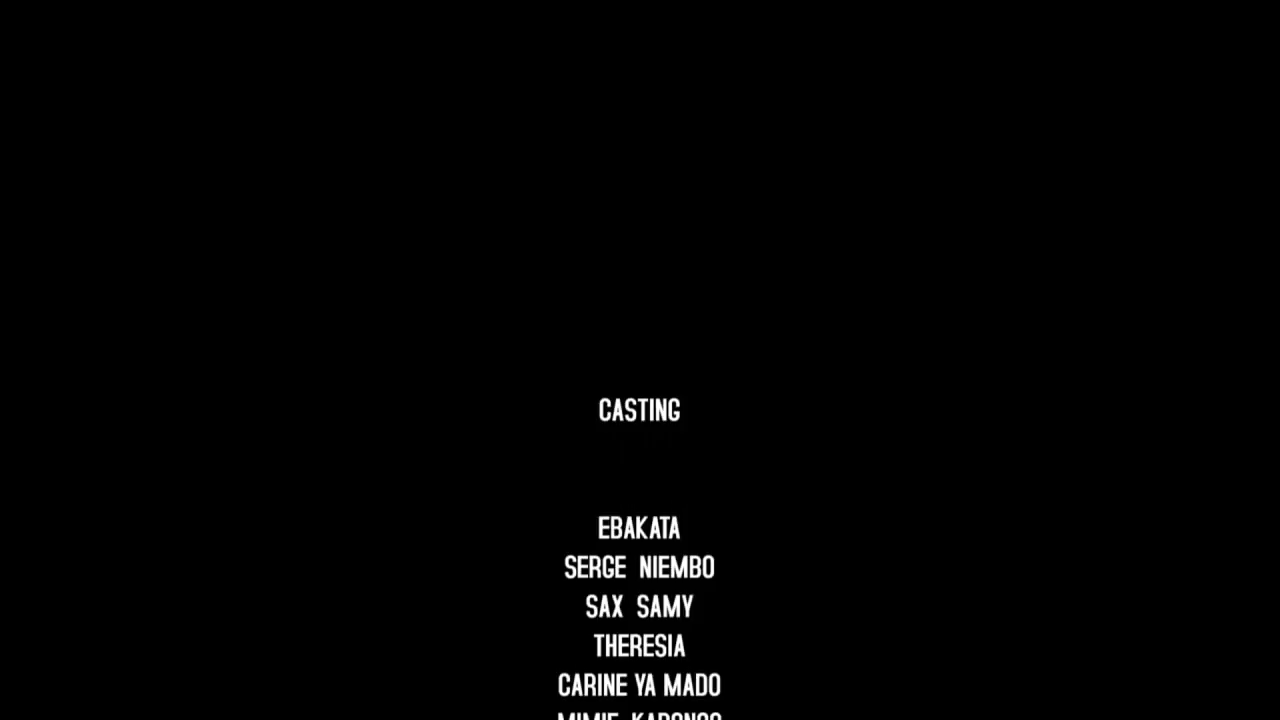 CASTING
EBAKATA
SERGE NIEMBO
SAX SAMY
THERESIA
CARINE YA MADO